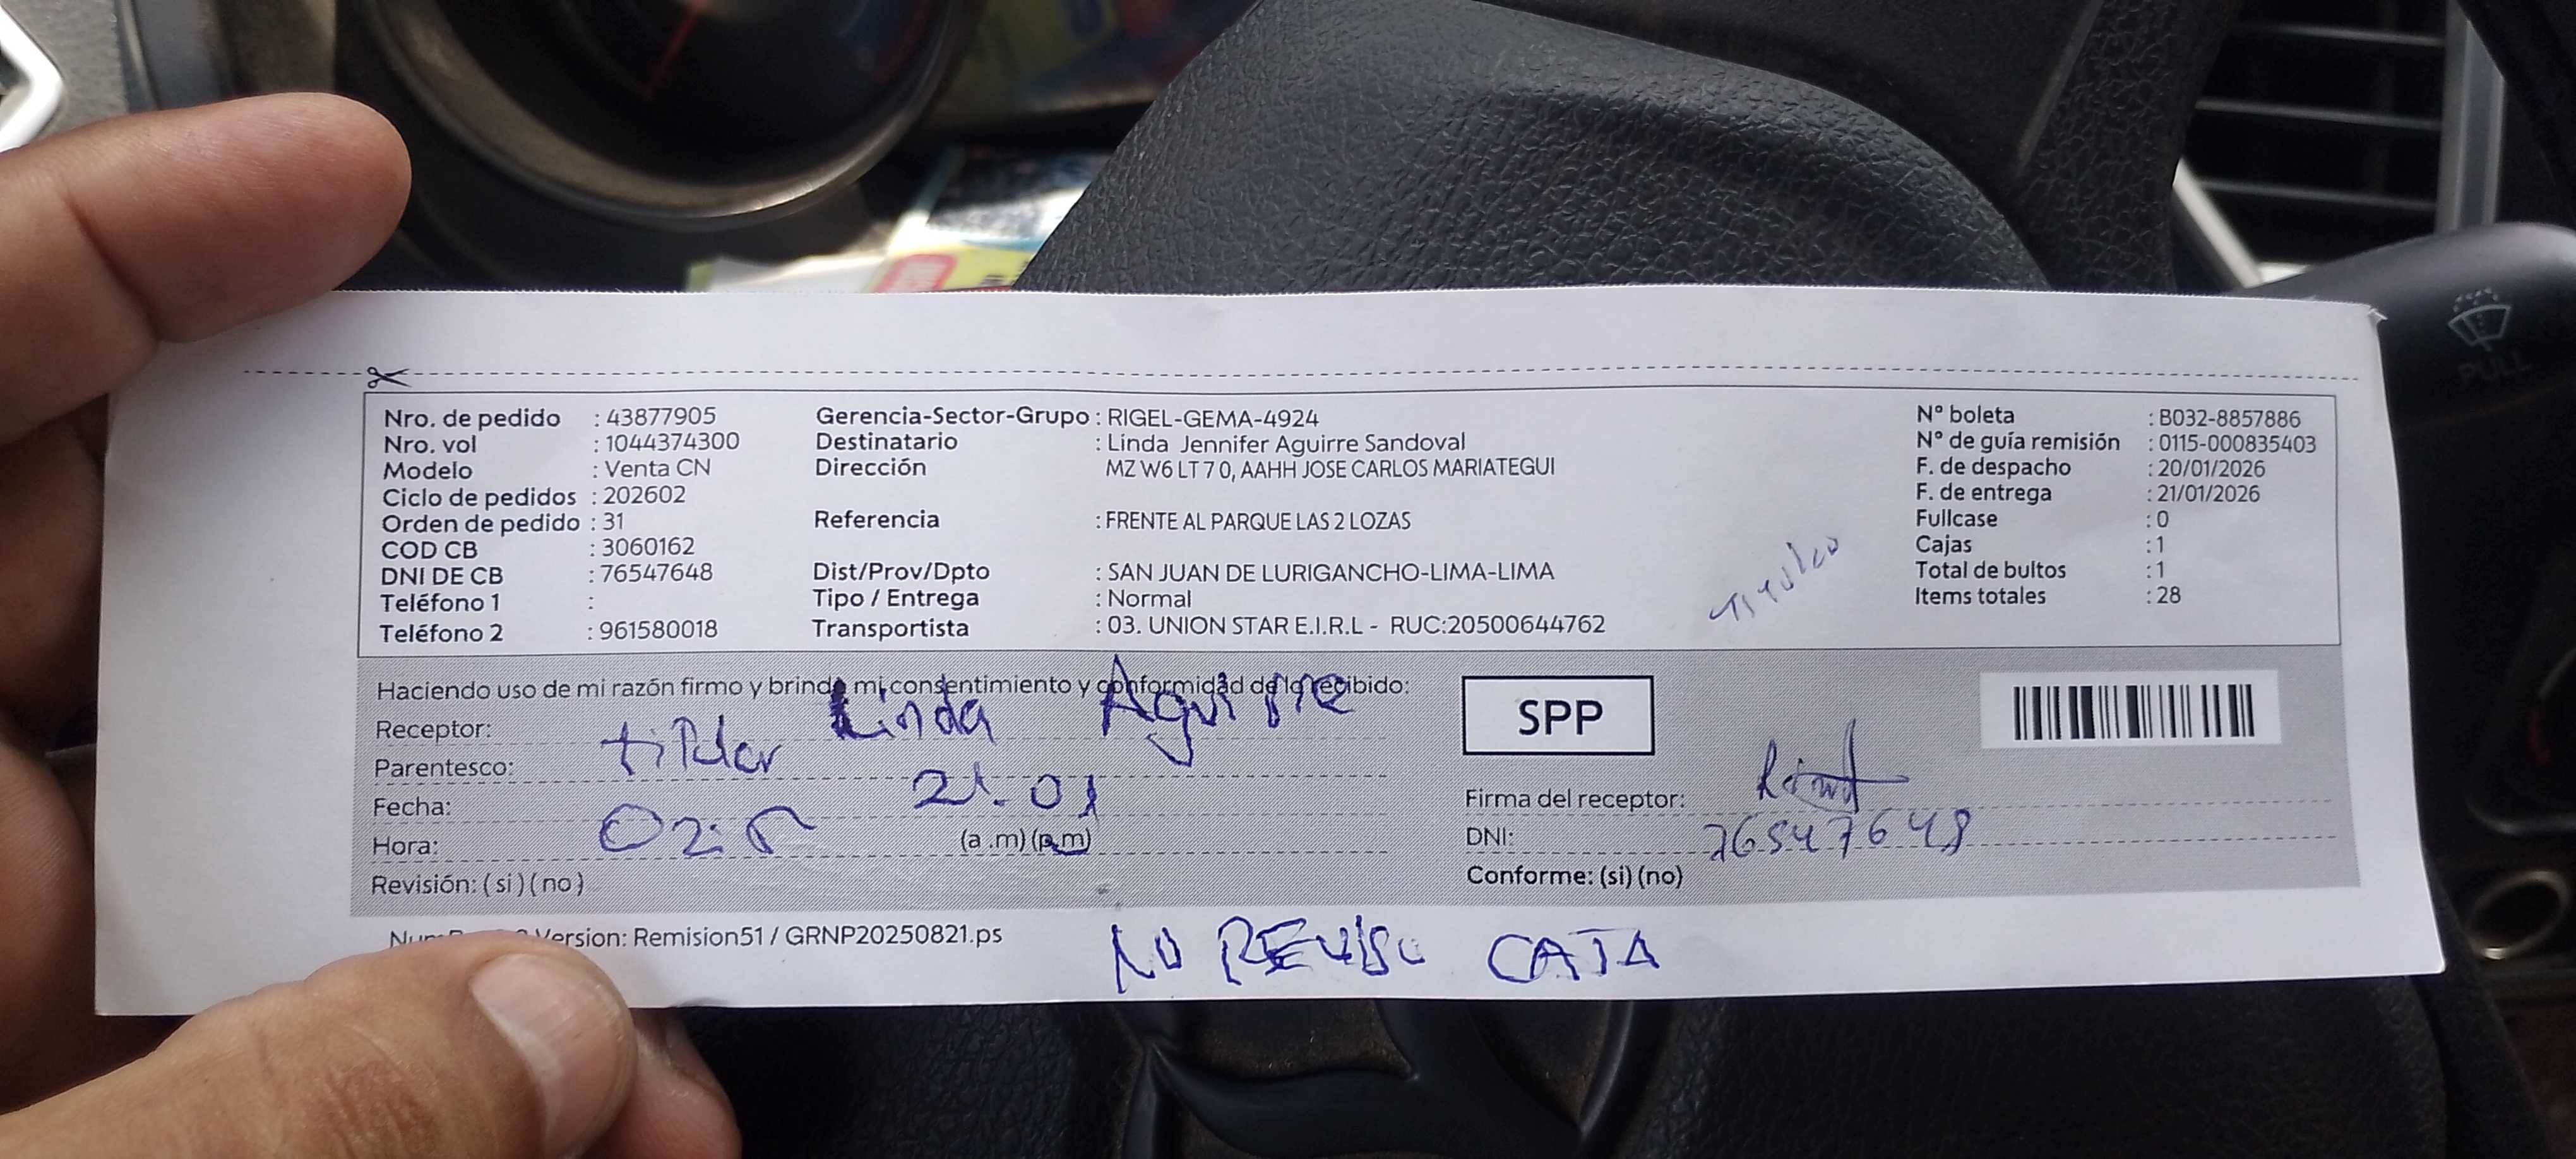 Nro. de pedido : 43877905
Nro. vol : 1044374300
Modelo : Venta CN
Ciclo de pedidos : 202602
Orden de pedido : 31
COD CB : 3060162
DNI DE CB : 76547648
Teléfono 1 :
Teléfono 2 : 961580018
Gerencia-Sector-Grupo : RIGEL-GEMA-4924
Destinatario : Linda Jennifer Aguirre Sandoval
Dirección MZ W6 LT 7 0, AAHH JOSE CARLOS MARIATEGUI
Referencia : FRENTE AL PARQUE LAS 2 LOZAS
Dist/Prov/Dpto : SAN JUAN DE LURIGANCHO-LIMA-LIMA
Tipo / Entrega : Normal
Transportista : 03. UNION STAR E.I.R.L - RUC:20500644762
N° boleta : B032-8857886
N° de guía remisión : 0115-000835403
F. de despacho : 20/01/2026
F. de entrega : 21/01/2026
Fullcase : 0
Cajas : 1
Total de bultos : 1
Items totales : 28
Haciendo uso de mi razón firmo y brindo mi consentimiento y conformidad de lo recibido:
Receptor: Linda Aguirre
Parentesco: titular
Fecha: 21.01
Hora: (a .m) (p.m)
Revisión: ( si ) ( no )
SPP
Firma del receptor:
DNI: 76547648
Conforme: (si) (no)
Version: Remision51 / GRNP20250821.ps
NO REVISO CAJA
PULL